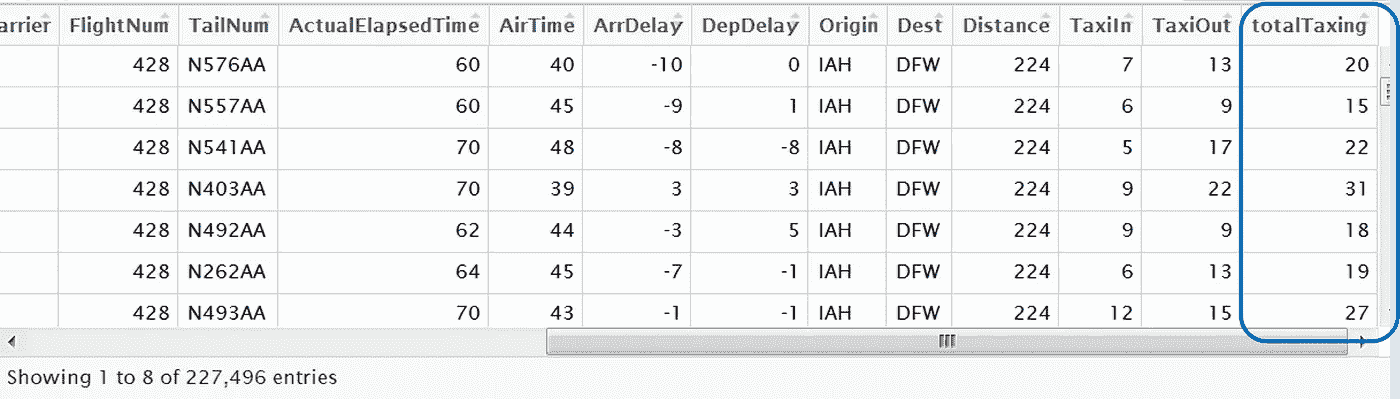 arrier FlightNum TailNum ActualElapsedTime AirTime ArrDelay DepDelay Origin Dest Distance TaxiIn TaxiOut totalTaxing
428 N576AA 60 40 -10 0 IAH DFW 224 7 13 20
428 N557AA 60 45 -9 1 IAH DFW 224 6 9 15
428 N541AA 70 48 -8 -8 IAH DFW 224 5 17 22
428 N403AA 70 39 3 3 IAH DFW 224 9 22 31
428 N492AA 62 44 -3 5 IAH DFW 224 9 9 18
428 N262AA 64 45 -7 -1 IAH DFW 224 6 13 19
428 N493AA 70 43 -1 -1 IAH DFW 224 12 15 27
Showing 1 to 8 of 227,496 entries